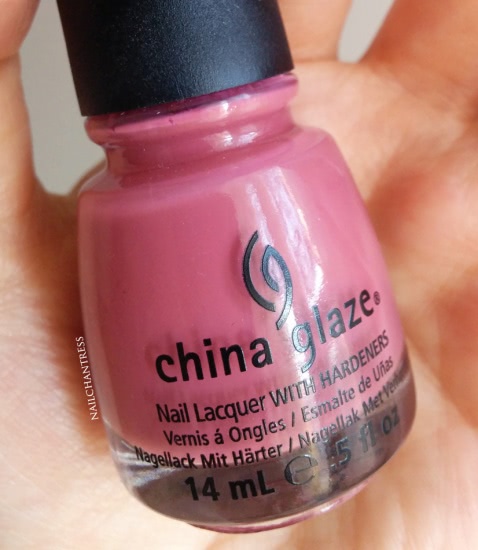 china glaze®
Nail Lacquer WITH HARDENERS
Vernis á Ongles / Esmalte de Uñas
Nagellack Mit Härter / Nagellak Met
14 mL ℮ .5 fl oz
NAILCHANTRESS